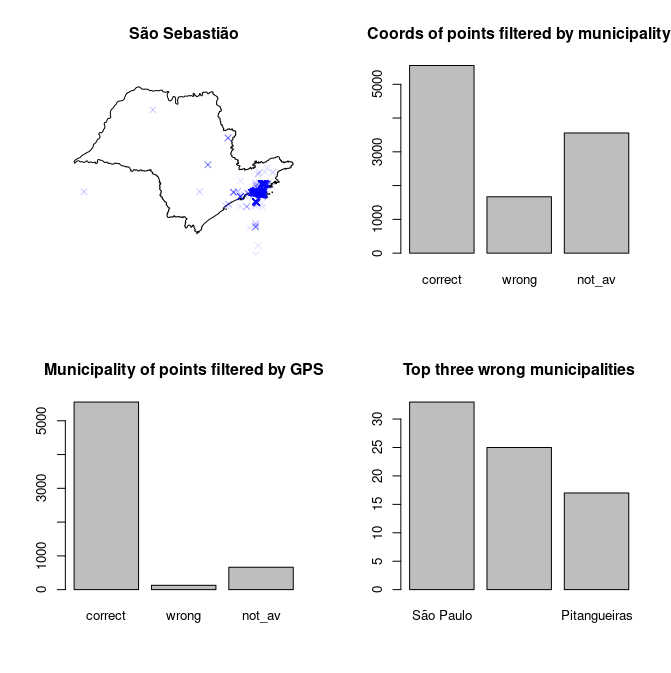 São Sebastião
Coords of points filtered by municipality
5000
3000
1000
0
correct wrong not_av
Municipality of points filtered by GPS
5000
3000
1000
0
correct wrong not_av
Top three wrong municipalities
30
25
20
15
10
5
0
São Paulo Pitangueiras